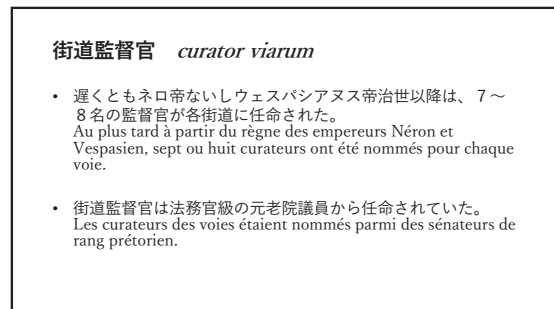 街道監督官 curator viarum
• 遅くともネロ帝ないしウェスパシアヌス帝治世以降は、７～
８名の監督官が各街道に任命された。
Au plus tard à partir du règne des empereurs Néron et
Vespasien, sept ou huit curateurs ont été nommés pour chaque
voie.
• 街道監督官は法務官級の元老院議員から任命されていた。
Les curateurs des voies étaient nommés parmi des sénateurs de
rang prétorien.